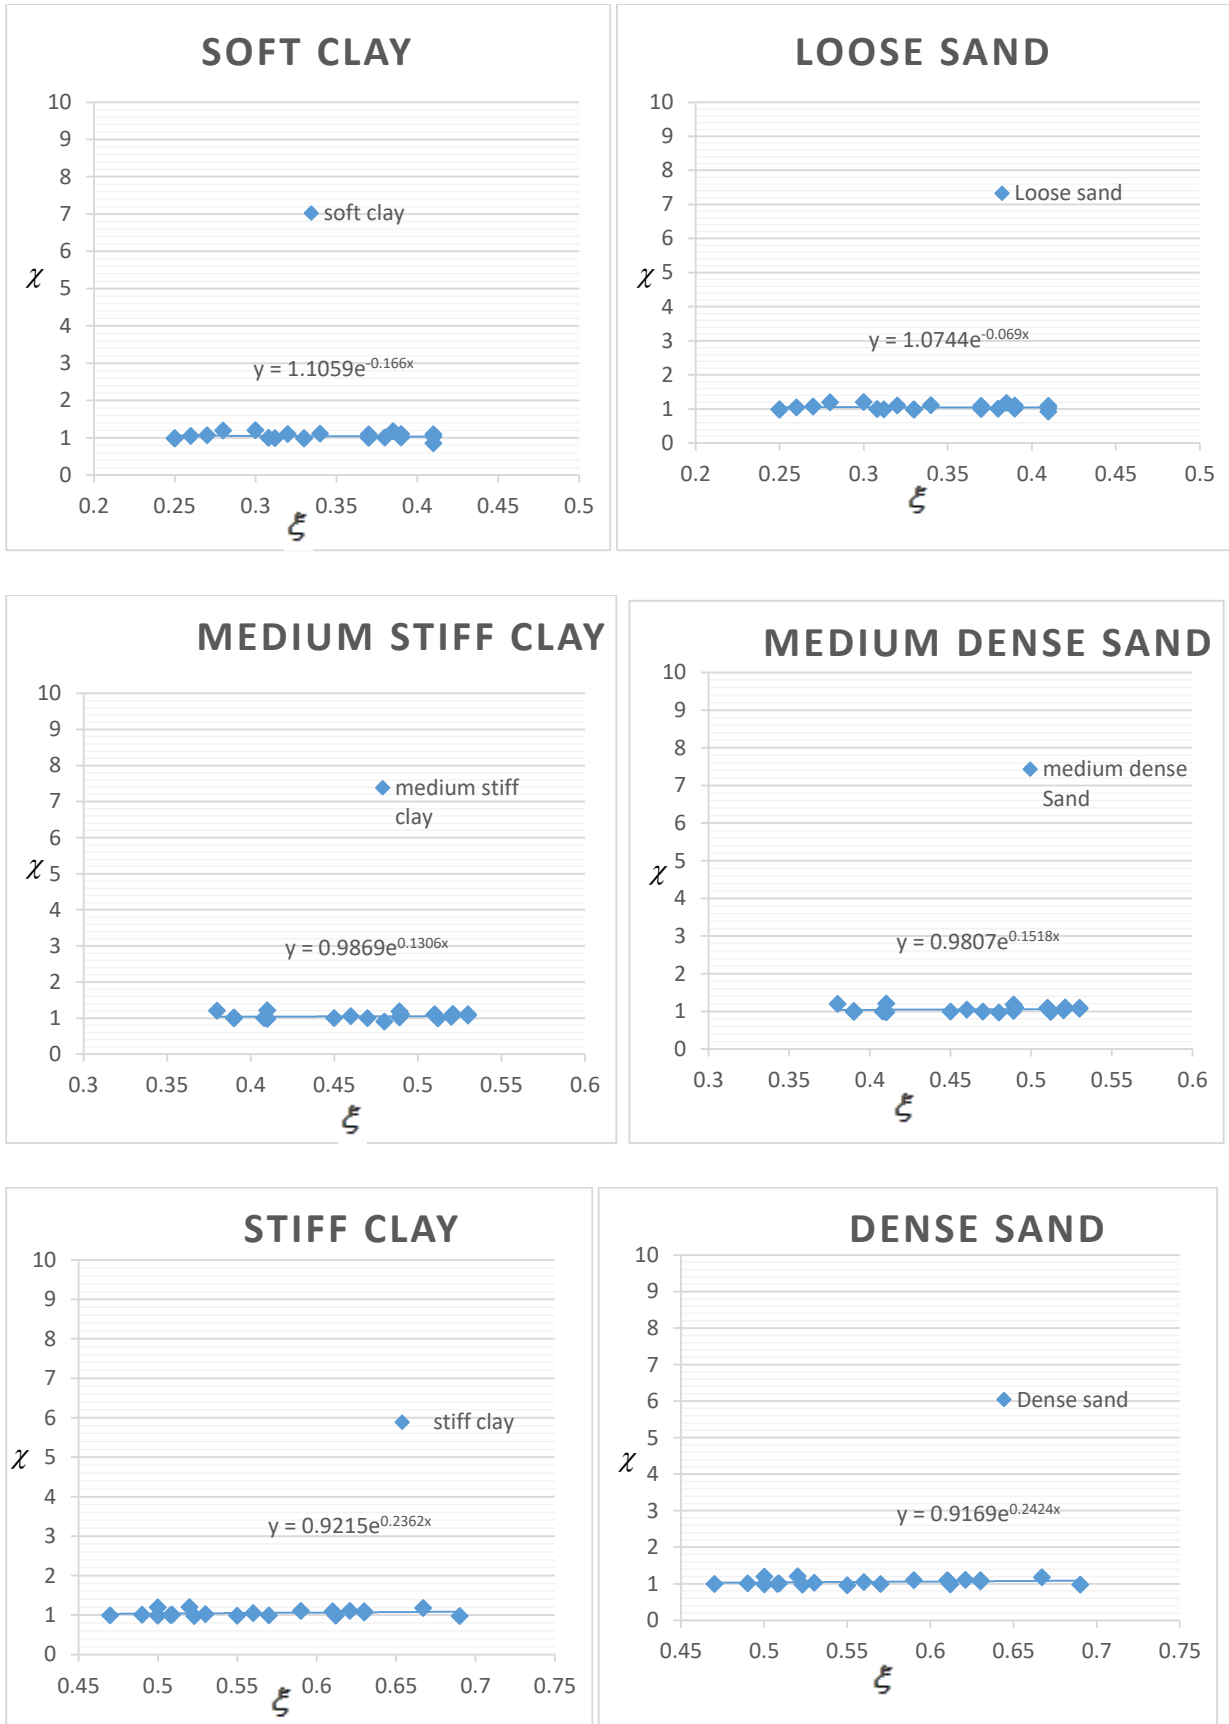 SOFT CLAY
10
9
8
7
6
5
4
3
2
1
0
χ
soft clay
y = 1.1059e^-0.166x
0.2 0.25 0.3 0.35 0.4 0.45 0.5
ξ
LOOSE SAND
10
9
8
7
6
5
4
3
2
1
0
χ
Loose sand
y = 1.0744e^-0.069x
0.2 0.25 0.3 0.35 0.4 0.45 0.5
ξ
MEDIUM STIFF CLAY
10
9
8
7
6
5
4
3
2
1
0
χ
medium stiff
clay
y = 0.9869e^0.1306x
0.3 0.35 0.4 0.45 0.5 0.55 0.6
ξ
MEDIUM DENSE SAND
10
9
8
7
6
5
4
3
2
1
0
χ
medium dense
Sand
y = 0.9807e^0.1518x
0.3 0.35 0.4 0.45 0.5 0.55 0.6
ξ
STIFF CLAY
10
9
8
7
6
5
4
3
2
1
0
χ
stiff clay
y = 0.9215e^0.2362x
0.45 0.5 0.55 0.6 0.65 0.7 0.75
ξ
DENSE SAND
10
9
8
7
6
5
4
3
2
1
0
χ
Dense sand
y = 0.9169e^0.2424x
0.45 0.5 0.55 0.6 0.65 0.7 0.75
ξ